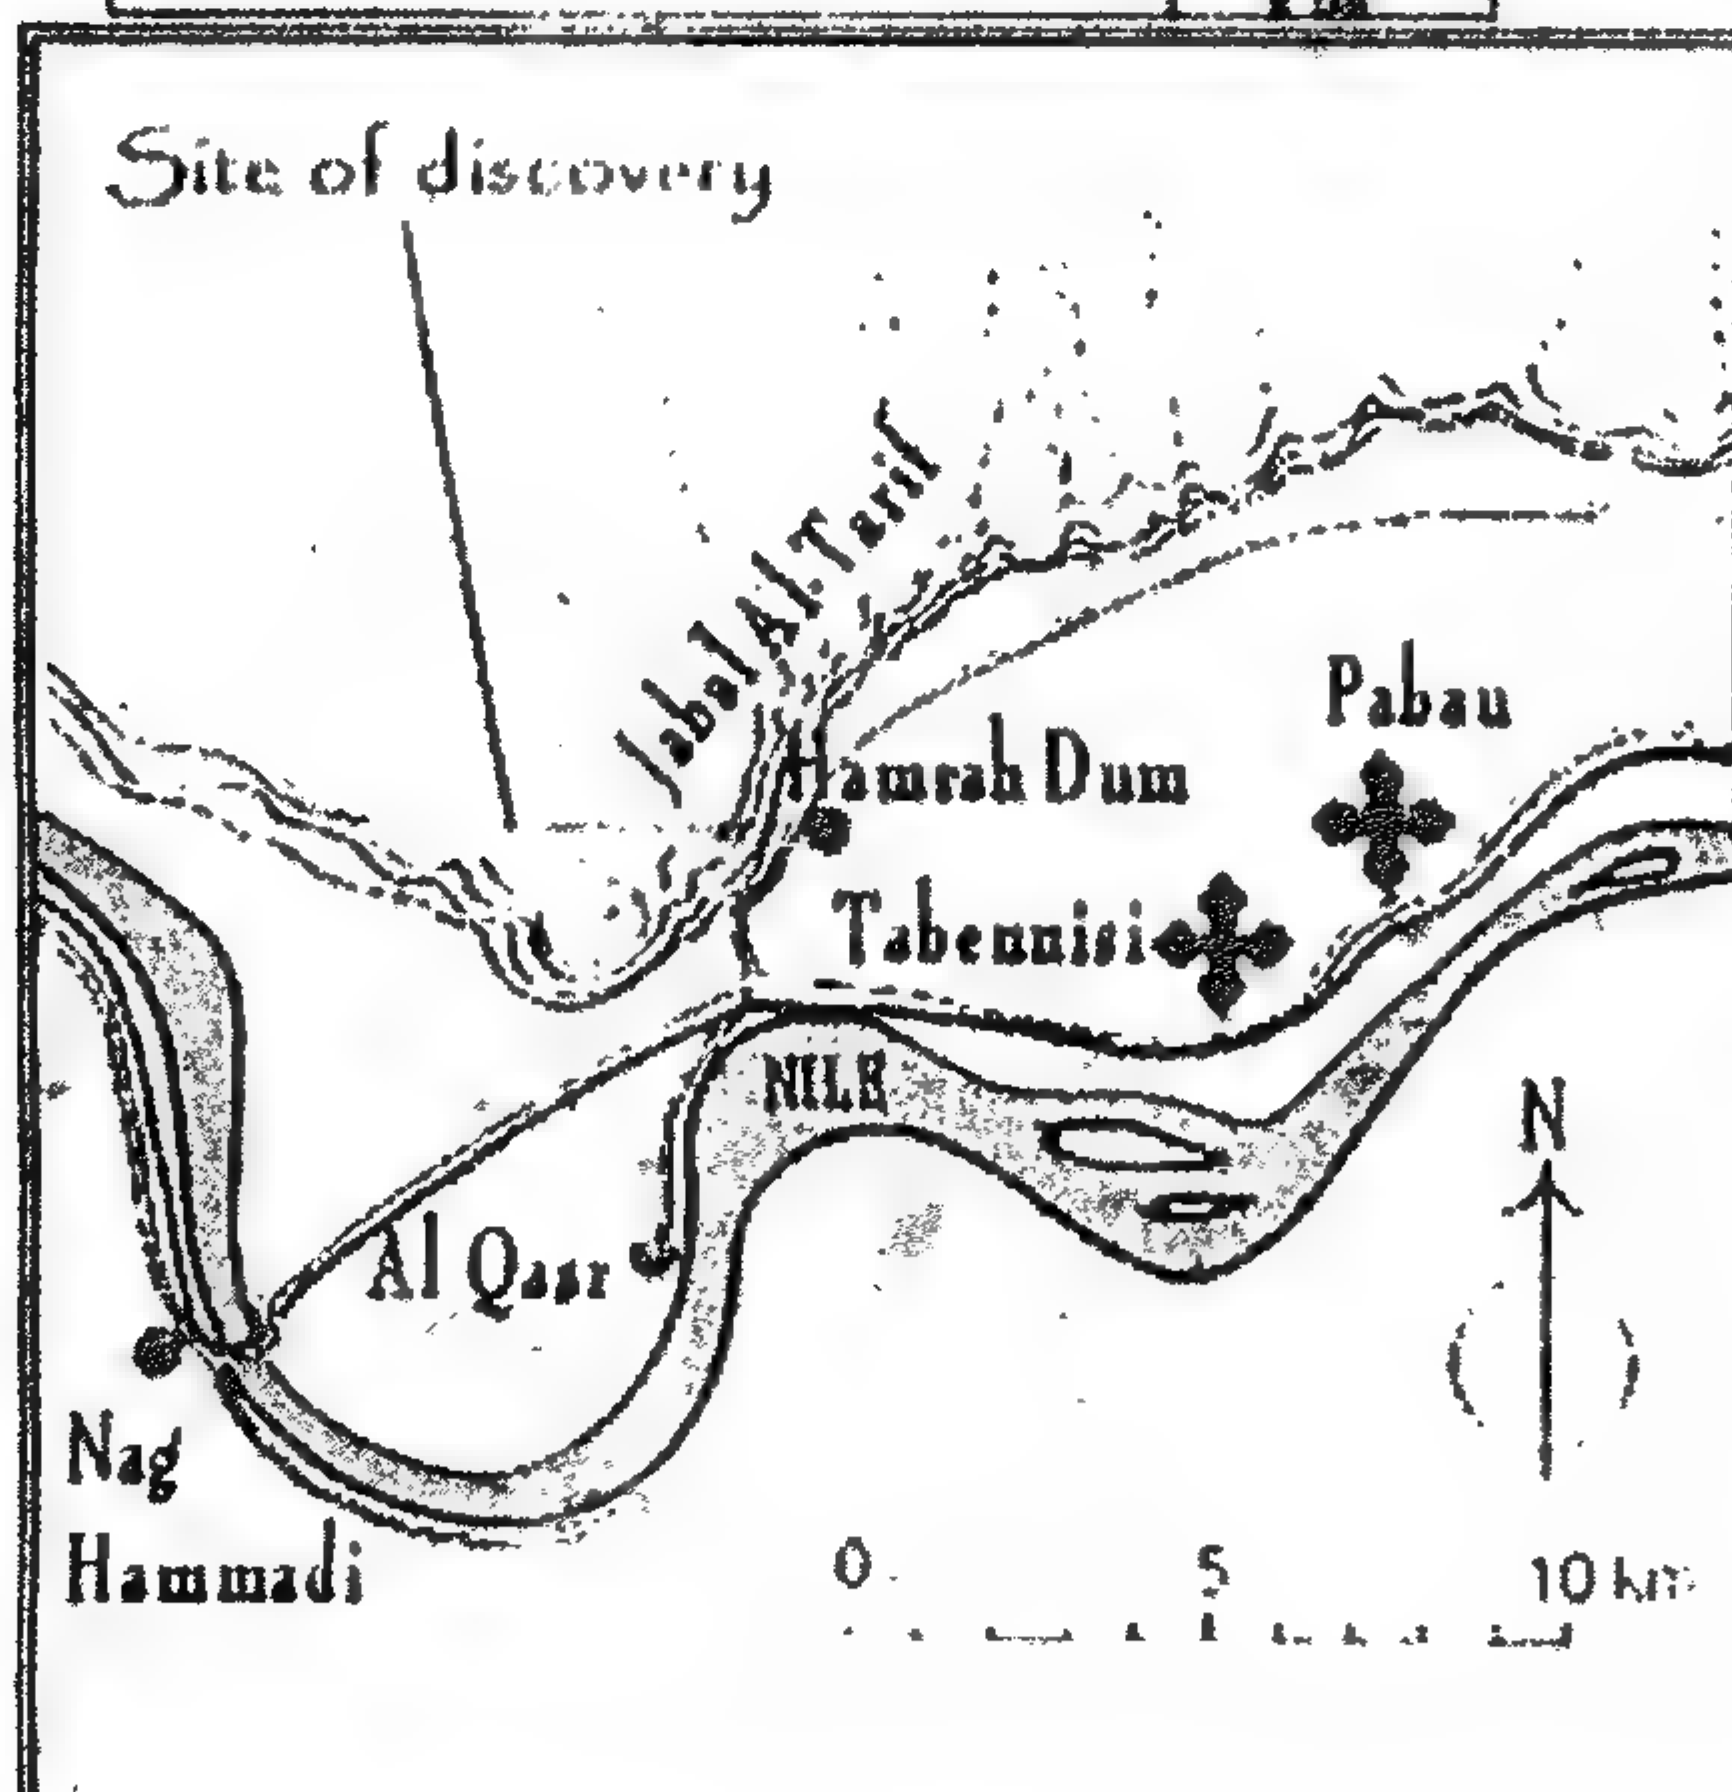 Site of discovery
Jabal Al-Tarif
Pabau
Hamrah Dum
Tabennisi
NILE
N
Al Qasr
Nag
Hammadi
0 5 10 km